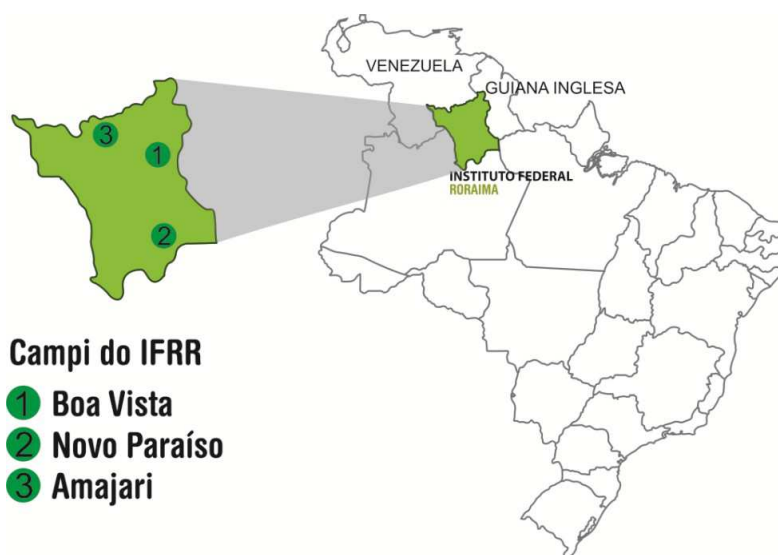 VENEZUELA
GUIANA INGLESA
INSTITUTO FEDERAL
RORAIMA
3
1
2
Campi do IFRR
1 Boa Vista
2 Novo Paraíso
3 Amajari